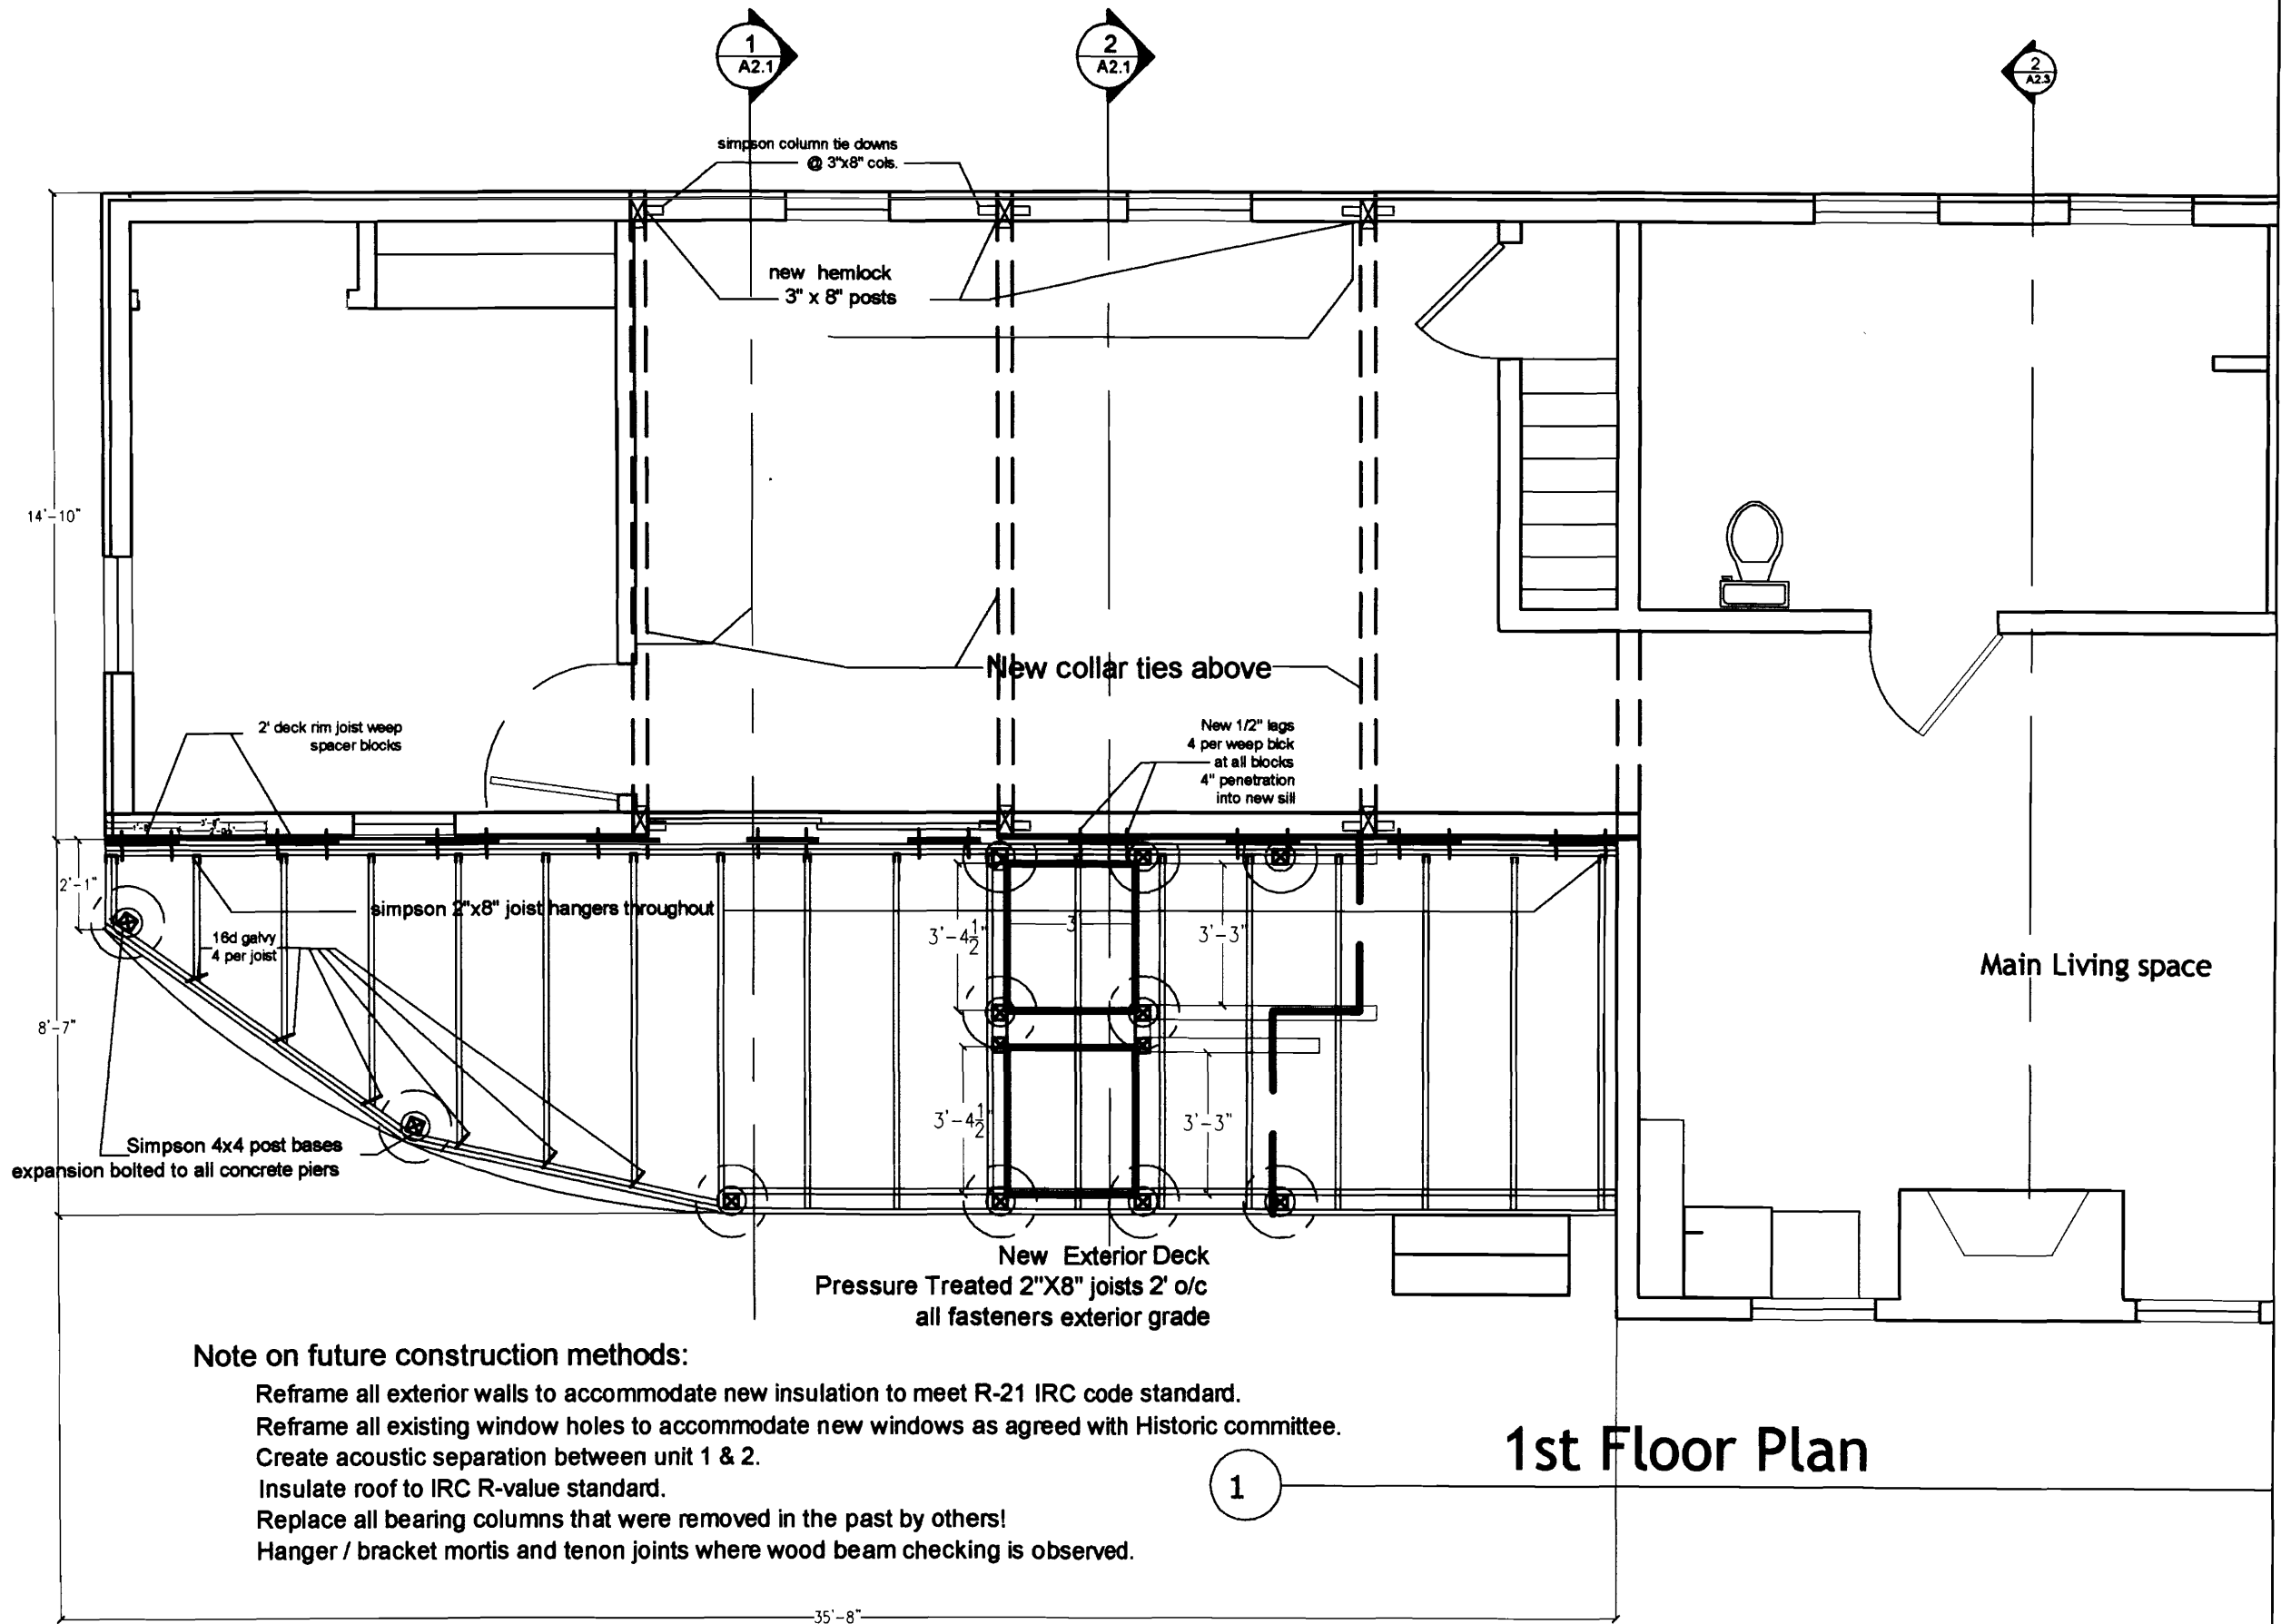 1
A2.1
2
A2.1
2
A2.3
simpson column tie downs
@ 3"x8" cols.
new hemlock
3" x 8" posts
14'-10"
New collar ties above
2' deck rim joist weep
spacer blocks
New 1/2" lags
4 per weep blck
at all blocks
4" penetration
into new sill
2'-1"
simpson 2"x8" joist hangers throughout
3'-4 1/2"
3'
3'-3"
16d galvy
4 per joist
Main Living space
8'-7"
3'-4 1/2"
3'-3"
Simpson 4x4 post bases
expansion bolted to all concrete piers
New Exterior Deck
Pressure Treated 2"X8" joists 2' o/c
all fasteners exterior grade
Note on future construction methods:
Reframe all exterior walls to accommodate new insulation to meet R-21 IRC code standard.
Reframe all existing window holes to accommodate new windows as agreed with Historic committee.
Create acoustic separation between unit 1 & 2.
Insulate roof to IRC R-value standard.
Replace all bearing columns that were removed in the past by others!
Hanger / bracket mortis and tenon joints where wood beam checking is observed.
1st Floor Plan
1
35'-8"